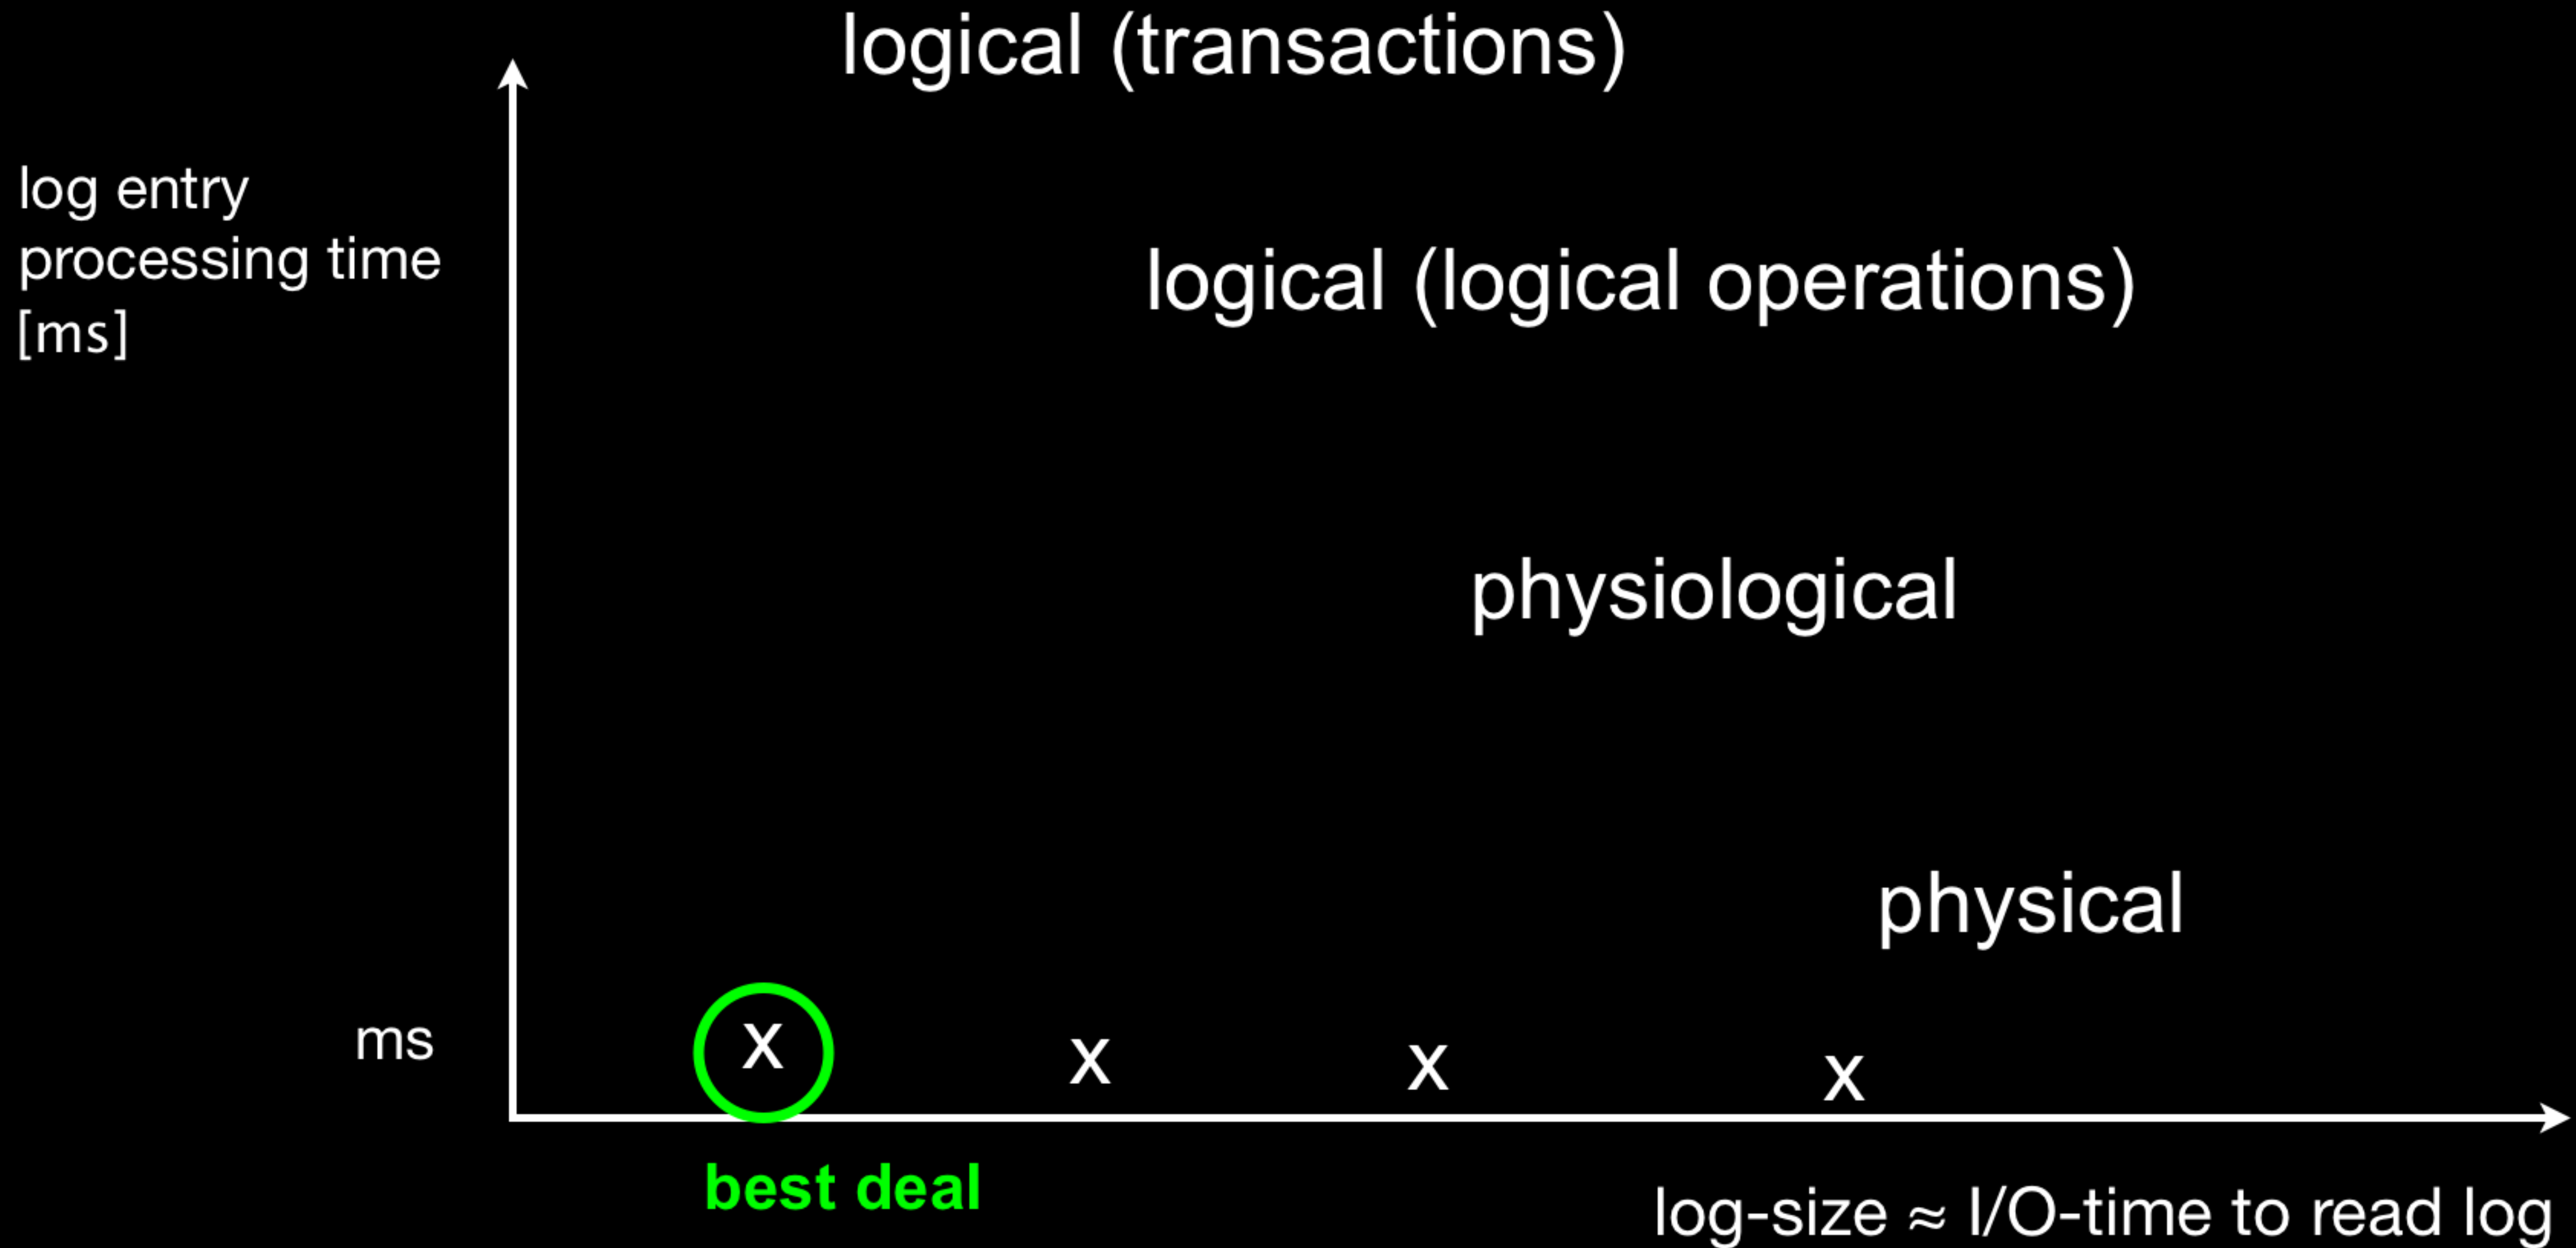 logical (transactions)
log entry
processing time
[ms]
logical (logical operations)
physiological
physical
ms
x
x
x
x
best deal
log-size ≈ I/O-time to read log